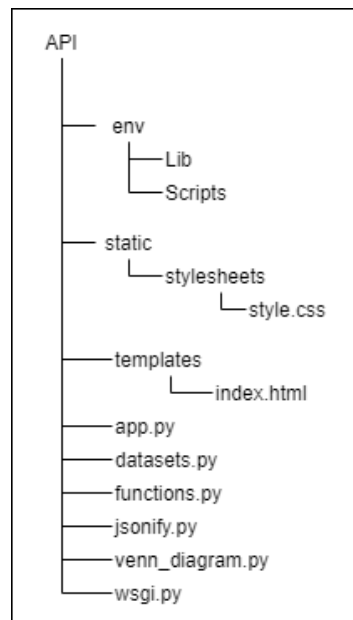 API
env
Lib
Scripts
static
stylesheets
style.css
templates
index.html
app.py
datasets.py
functions.py
jsonify.py
venn_diagram.py
wsgi.py